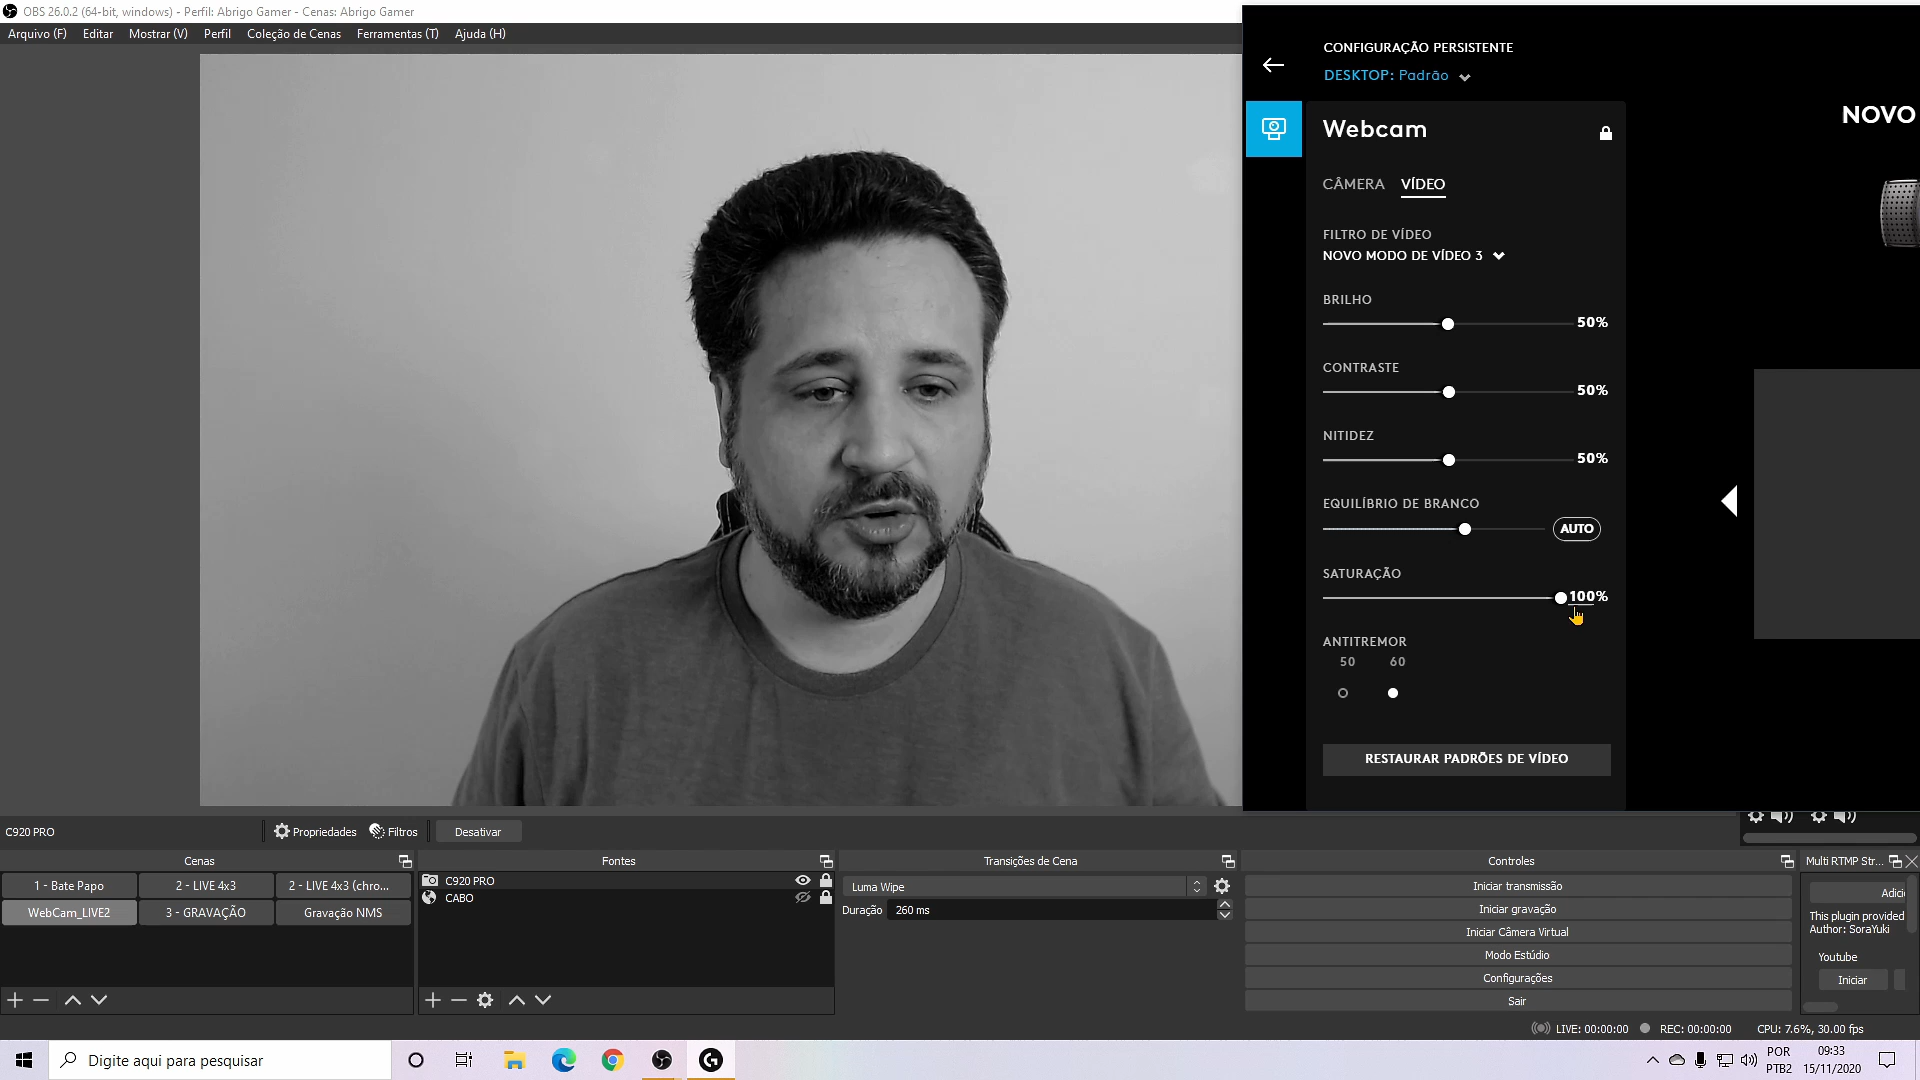 OBS 26.0.2 (64-bit, windows) - Perfil: Abrigo Gamer - Cenas: Abrigo Gamer
Arquivo (F) Editar Mostrar (V) Perfil Coleção de Cenas Ferramentas (T) Ajuda (H)
CONFIGURAÇÃO PERSISTENTE
DESKTOP: Padrão
NOVO
Webcam
CÂMERA VÍDEO
FILTRO DE VÍDEO
NOVO MODO DE VÍDEO 3
BRILHO
50%
CONTRASTE
50%
NITIDEZ
50%
EQUILÍBRIO DE BRANCO
AUTO
SATURAÇÃO
100%
ANTITREMOR
50 60
RESTAURAR PADRÕES DE VÍDEO
C920 PRO Propriedades Filtros Desativar
Cenas
1 - Bate Papo 2 - LIVE 4x3 2 - LIVE 4x3 (chro...
WebCam_LIVE2 3 - GRAVAÇÃO Gravação NMS
Fontes
C920 PRO
CABO
Transições de Cena
Luma Wipe
Duração 260 ms
Controles
Iniciar transmissão
Iniciar gravação
Iniciar Câmera Virtual
Modo Estúdio
Configurações
Sair
Multi RTMP Str...
Adici
This plugin provided
Author: SoraYuki
Youtube
Iniciar
LIVE: 00:00:00 REC: 00:00:00 CPU: 7.6%, 30.00 fps
Digite aqui para pesquisar
POR
PTB2
09:33
15/11/2020